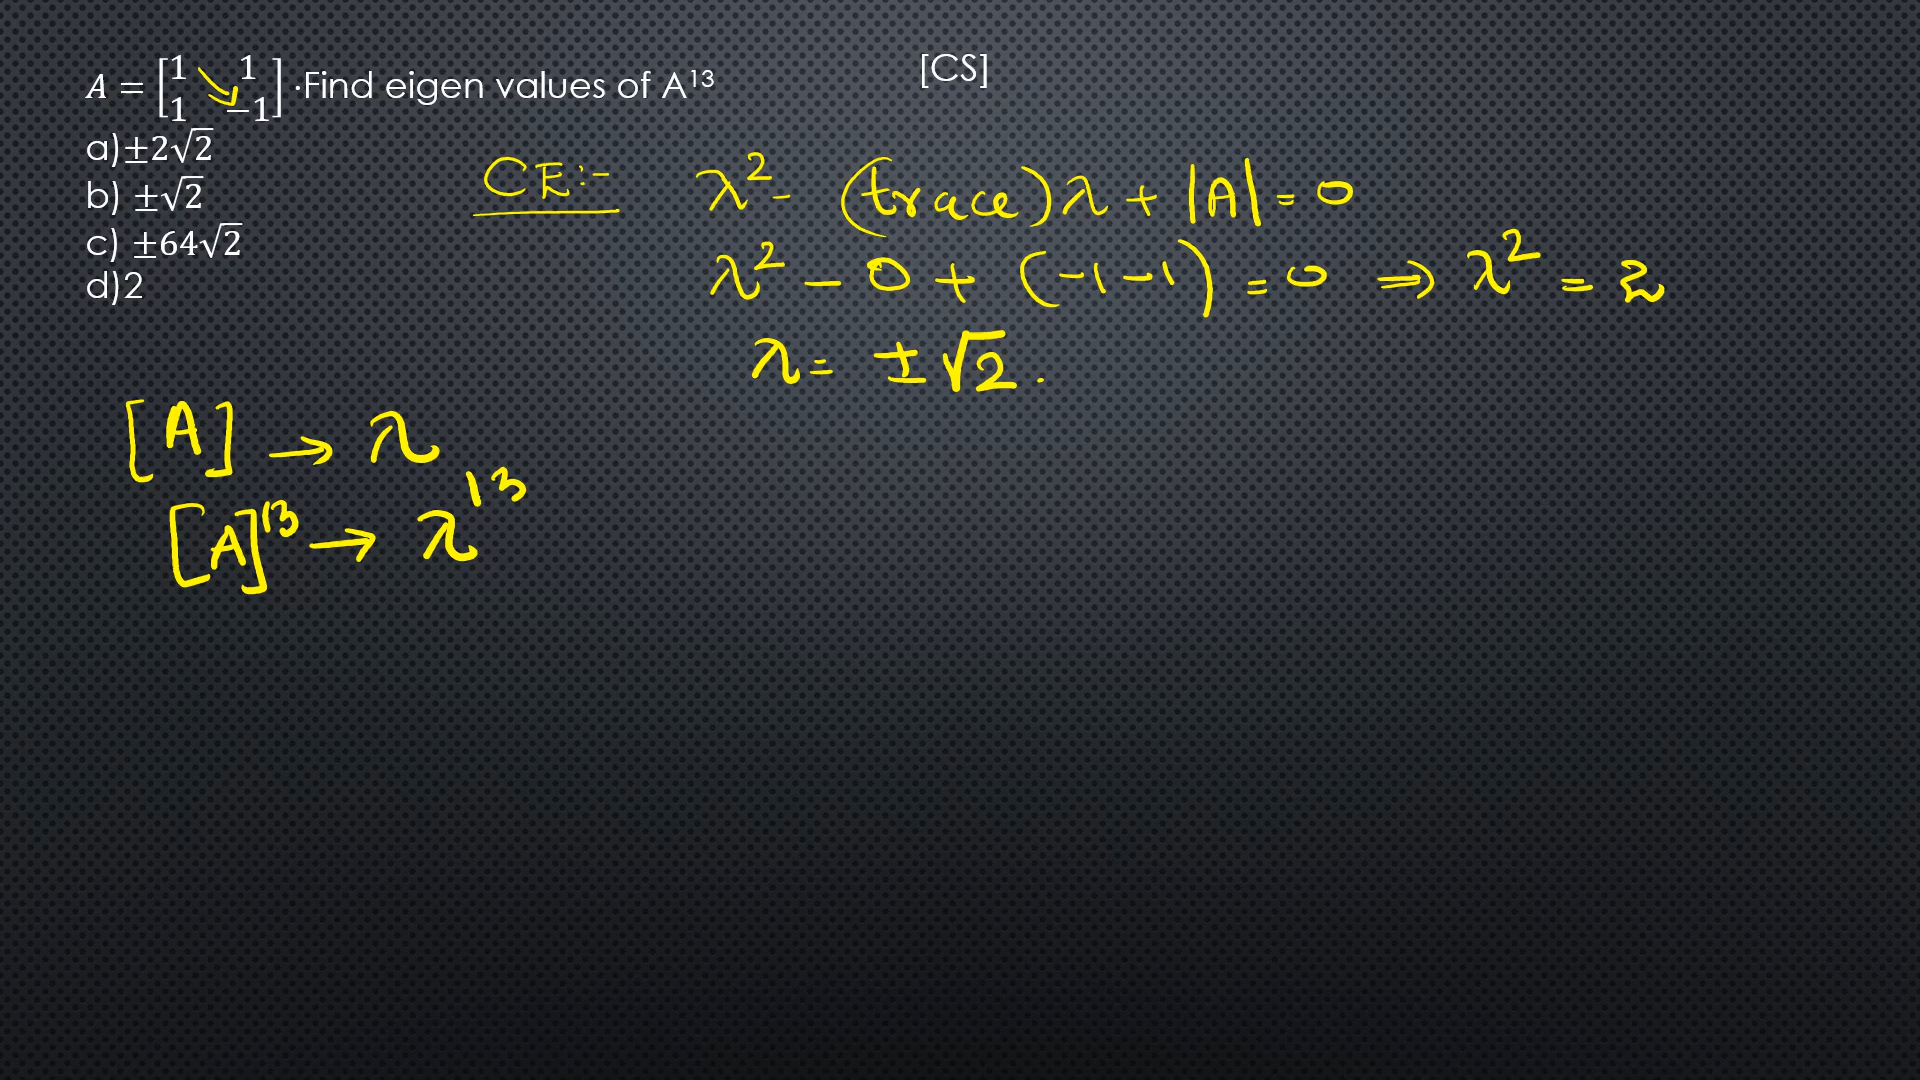 A = [1 1 1 −1] ·Find eigen values of A¹³
[CS]
a)±2√2
b) ±√2
c) ±64√2
d)2
CE:- λ² - (trace)λ + |A| = 0
λ² - 0 + (-1-1) = 0 ⇒ λ² = 2
λ = ± √2 .
[A] → λ
[A]¹³ → λ¹³